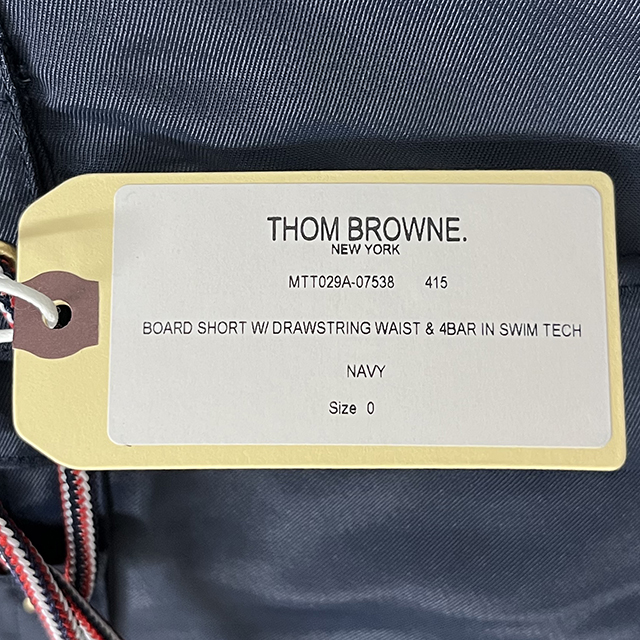 THOM BROWNE.
NEW YORK
MTT029A-07538 415
BOARD SHORT W/ DRAWSTRING WAIST & 4BAR IN SWIM TECH
NAVY
Size 0